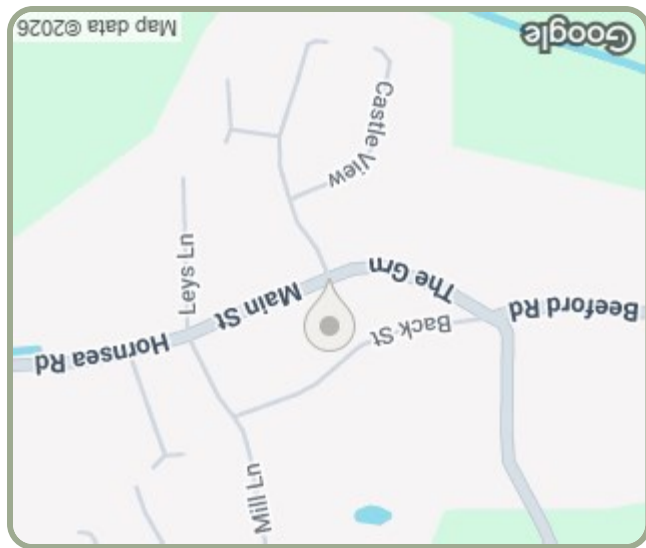 Mill Ln
Back St
Beeford Rd
Hornsea Rd
Main St
The Grn
Leys Ln
Castle View
Google
Map data ©2026